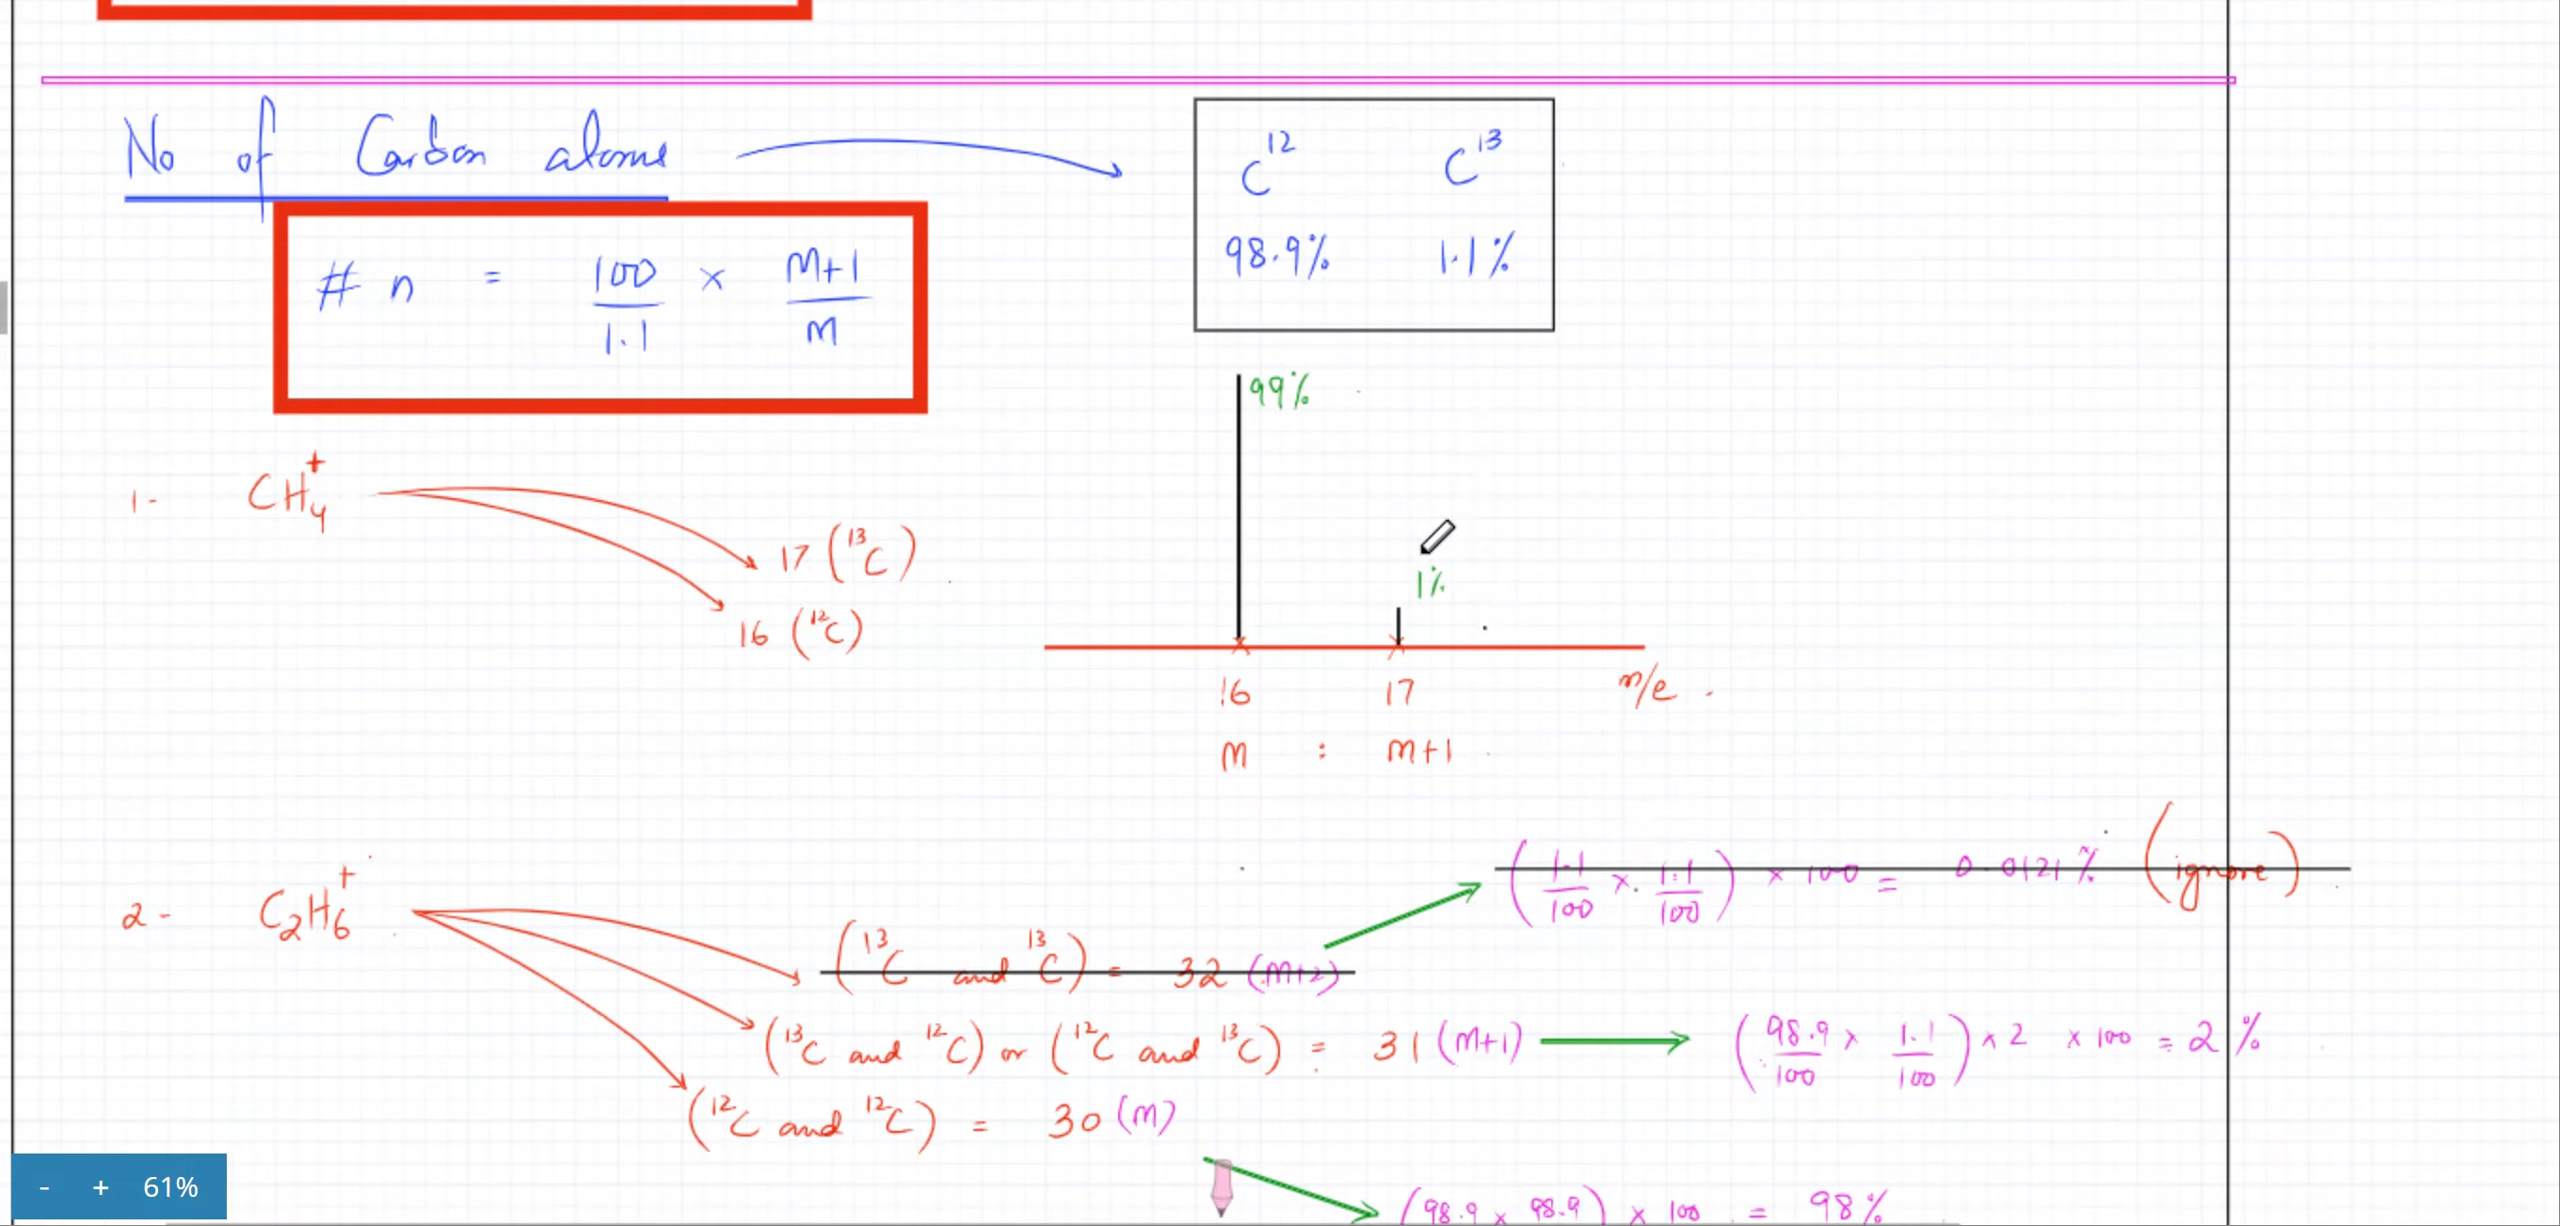 No of Carbon atoms
C¹² C¹³
98.9% 1.1%
# n = 100/1.1 × M+1/M
99%
1- CH₄⁺
17 (¹³C)
16 (¹²C)
1%
16 17 m/e
M : M+1
2- C₂H₆⁺
(1.1/100 × 1.1/100) × 100 = 0.0121% (ignore)
(¹³C and ¹³C) = 32 (M+2)
(¹³C and ¹²C) or (¹²C and ¹³C) = 31 (M+1)
(98.9/100 × 1.1/100) × 2 × 100 = 2%
(¹²C and ¹²C) = 30 (M)
(98.9 × 98.9) × 100 = 98%
- + 61%